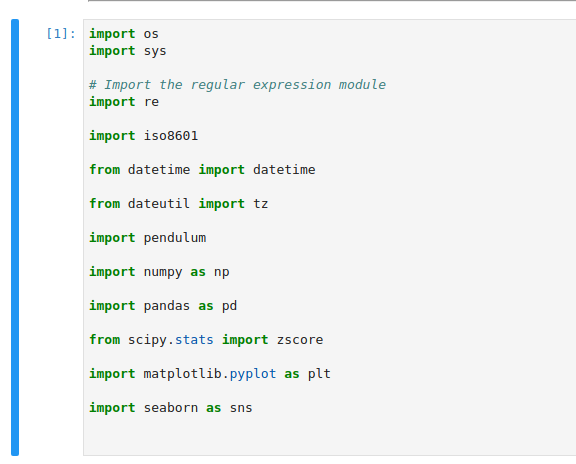 [1]: import os
import sys
# Import the regular expression module
import re
import iso8601
from datetime import datetime
from dateutil import tz
import pendulum
import numpy as np
import pandas as pd
from scipy.stats import zscore
import matplotlib.pyplot as plt
import seaborn as sns